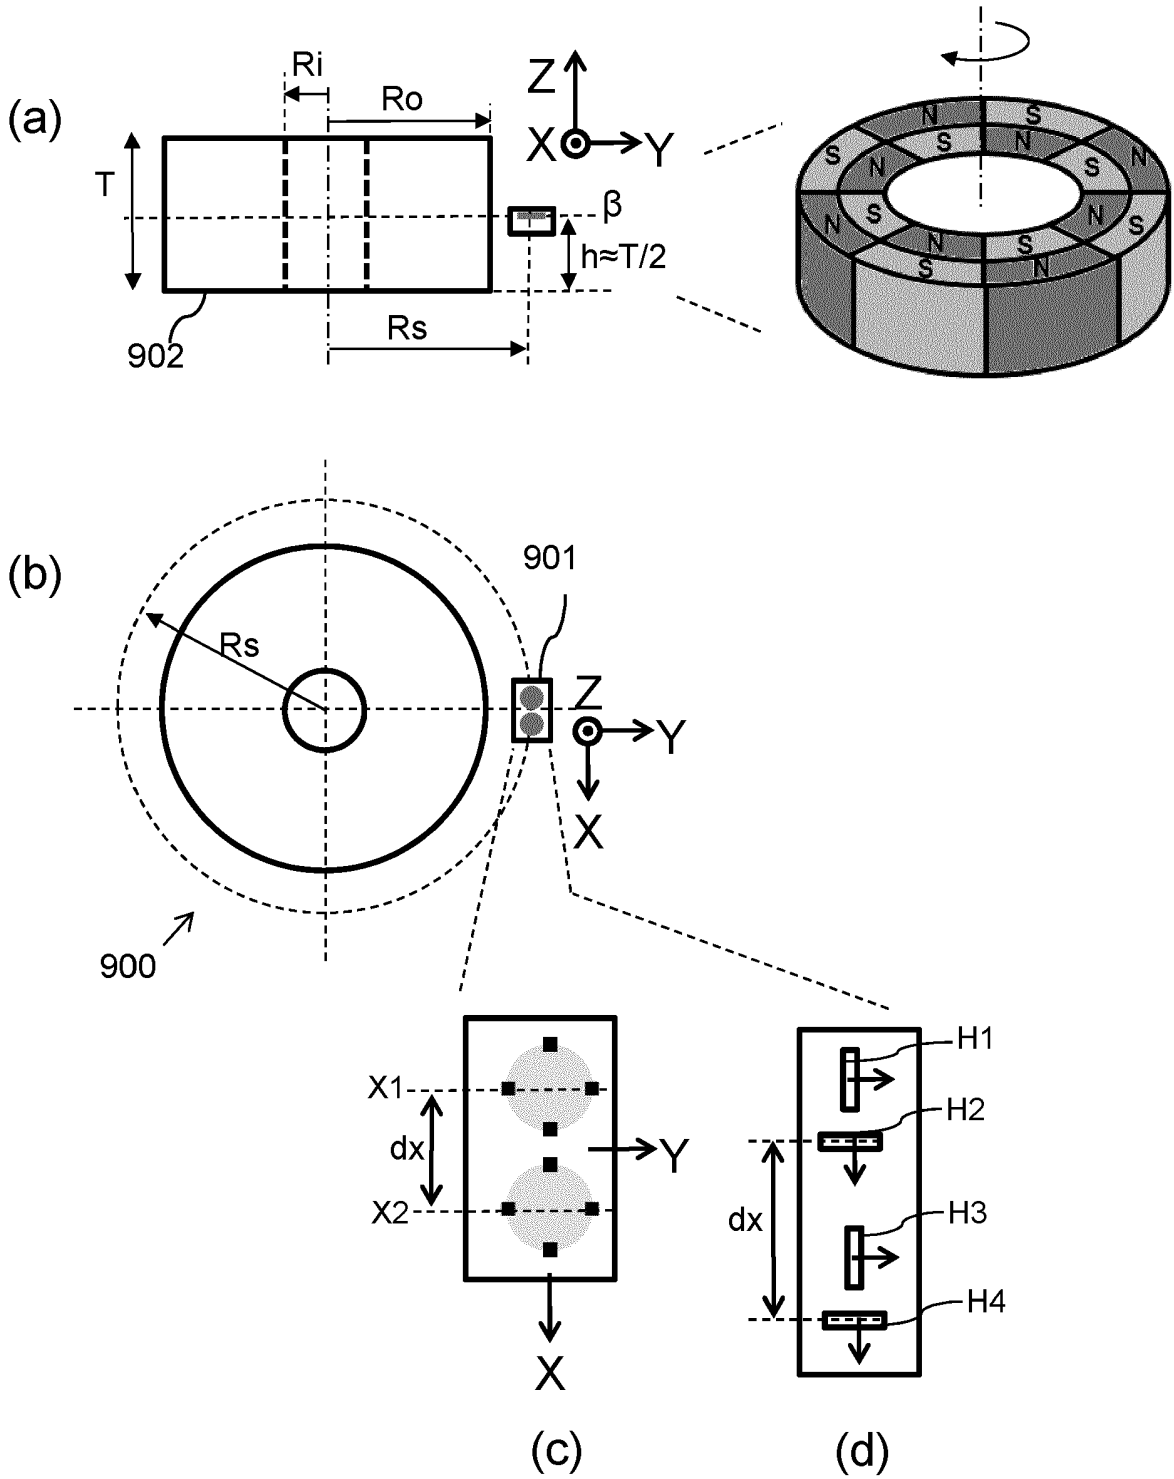 (a)
Ri
Ro
Z
X
Y
T
β
h≈T/2
Rs
902
N
S
N
S
N
S
N
S
S
N
S
N
S
N
S
N
(b)
901
Rs
Z
Y
X
900
X1
dx
X2
Y
X
H1
H2
dx
H3
H4
(c)
(d)